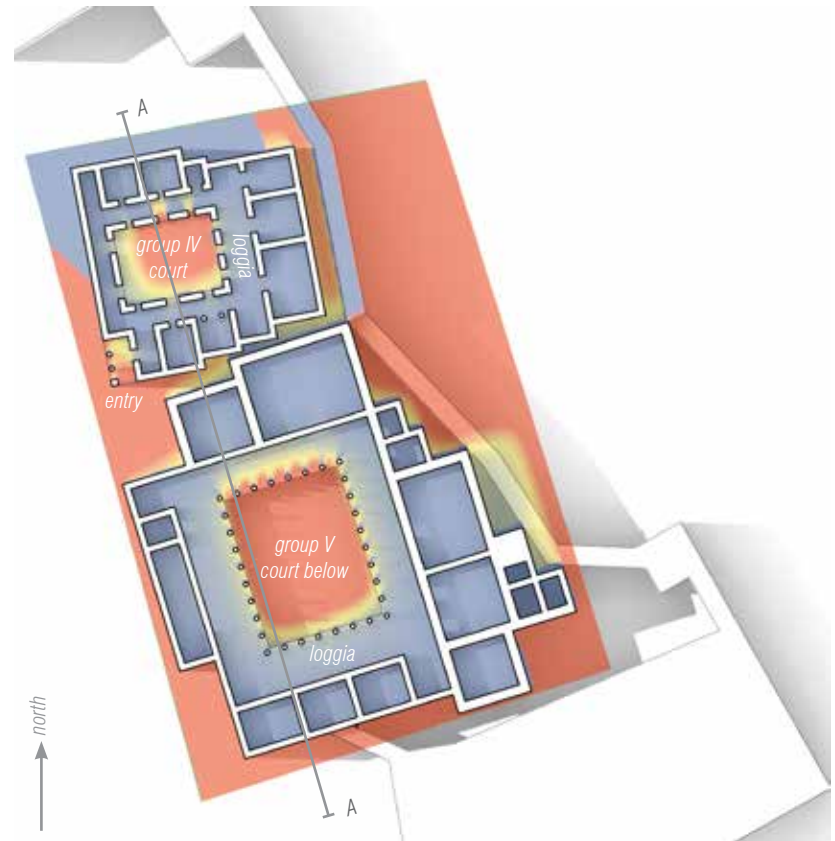 A
group IV
court
loggia
entry
group V
court below
loggia
north
A